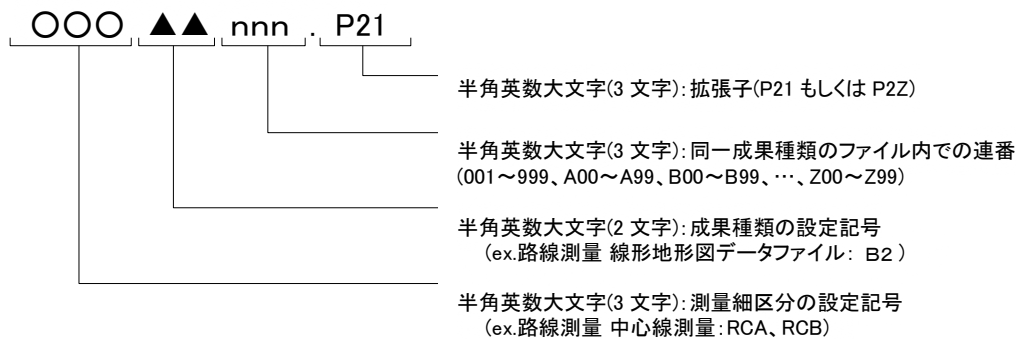 ○○○ ▲▲ nnn . P21
半角英数大文字(3 文字):拡張子(P21 もしくは P2Z)
半角英数大文字(3 文字):同一成果種類のファイル内での連番
(001～999、A00～A99、B00～B99、…、Z00～Z99)
半角英数大文字(2 文字):成果種類の設定記号
(ex.路線測量 線形地形図データファイル: B2)
半角英数大文字(3 文字):測量細区分の設定記号
(ex.路線測量 中心線測量:RCA、RCB)